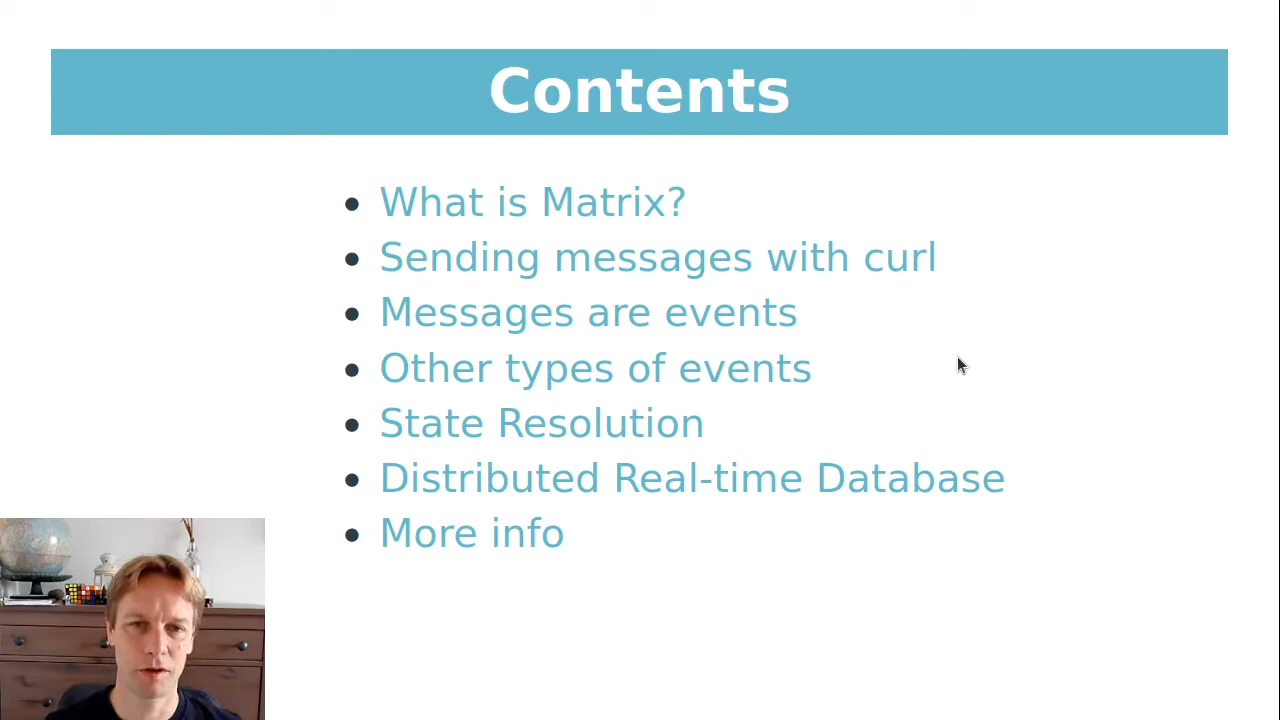 Contents
What is Matrix?
Sending messages with curl
Messages are events
Other types of events
State Resolution
Distributed Real-time Database
More info